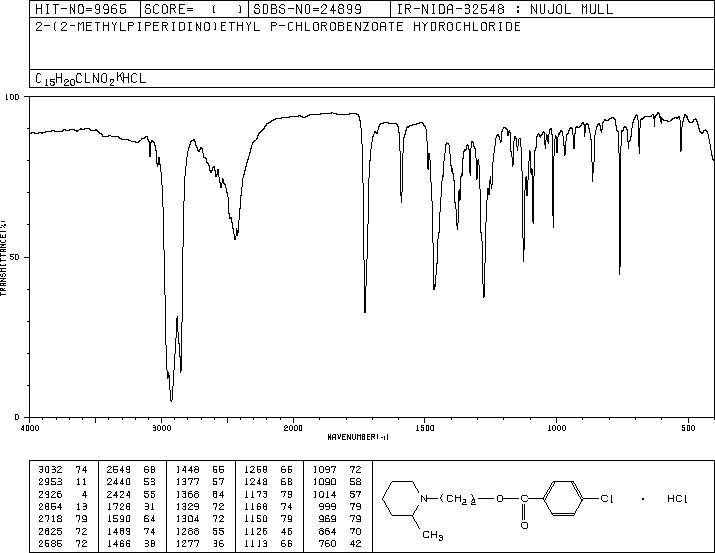 HIT-NO=9965 SCORE= ( ) SDBS-NO=24899 IR-NIDA-32548 : NUJOL MULL
2-(2-METHYLPIPERIDINO)ETHYL P-CHLOROBENZOATE HYDROCHLORIDE
C15H20CLNO2*HCL
100
50
0
TRANSMITTANCE(%)
4000 3000 2000 1500 1000 500
WAVENUMBER(-1)
3032 74 2549 68 1448 66 1268 66 1097 72
2953 11 2440 53 1377 57 1248 68 1090 58
2926 4 2424 55 1368 64 1173 79 1014 57
2854 13 1728 31 1329 72 1168 74 999 79
2718 79 1590 64 1304 72 1150 79 969 79
2625 72 1489 74 1288 55 1126 46 864 70
2585 72 1466 38 1277 36 1113 66 760 42
N (CH2)2 O C Cl · HCl
O
CH3